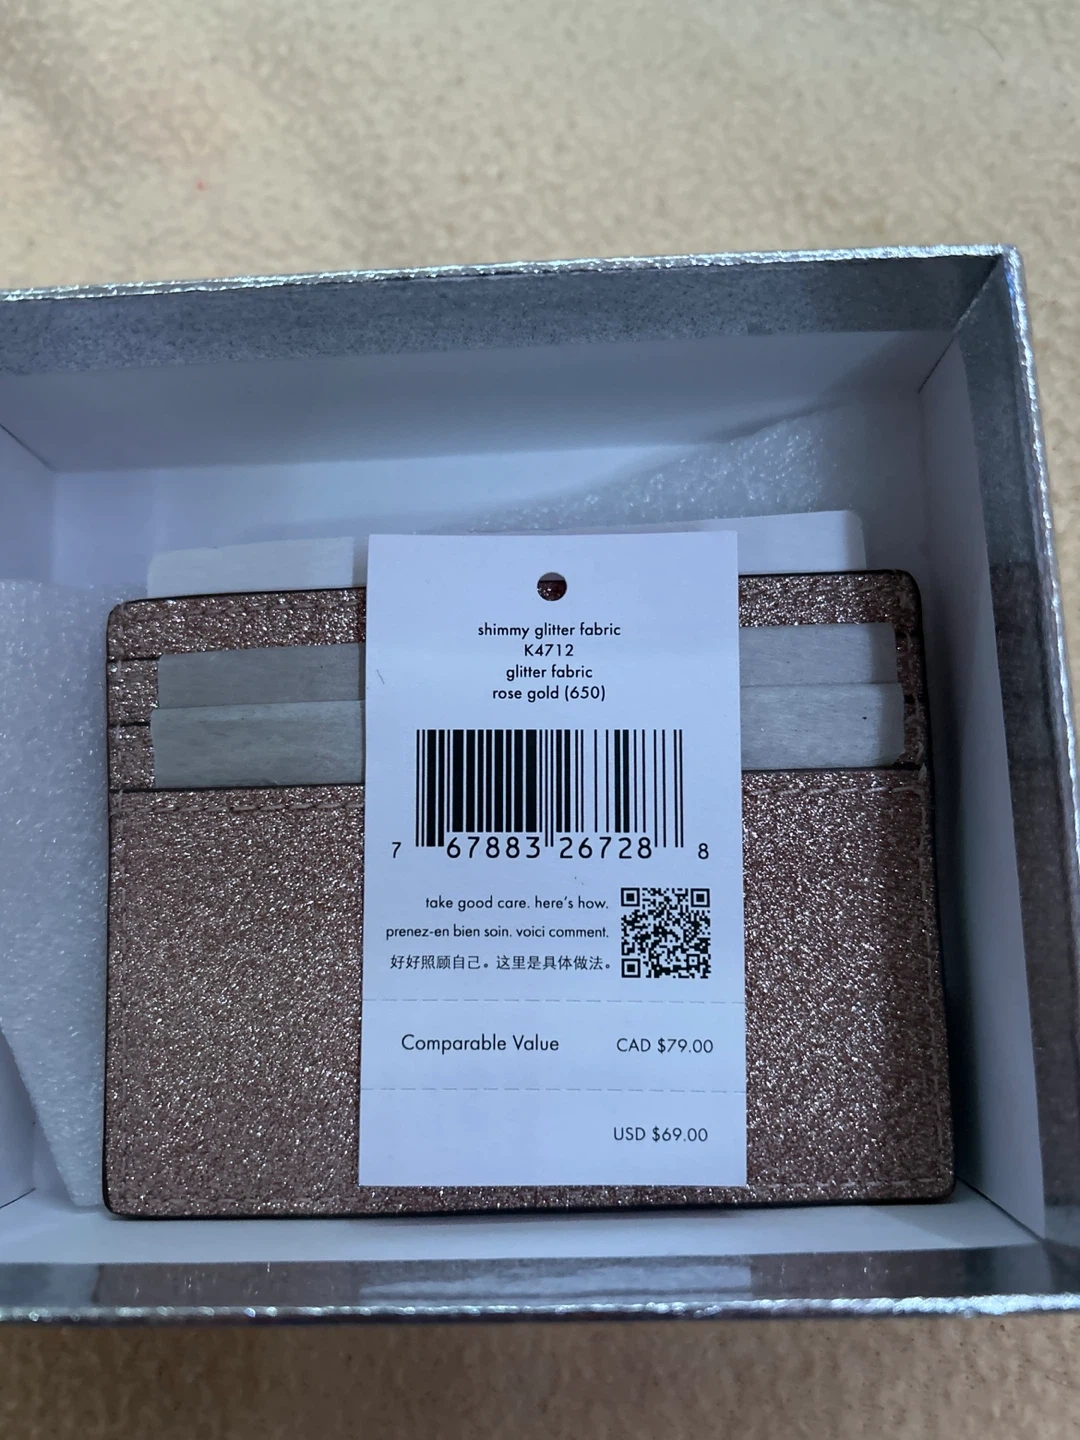 shimmy glitter fabric
K4712
glitter fabric
rose gold (650)
7 67883 26728 8
take good care. here's how.
prenez-en bien soin. voici comment.
好好照顾自己。这里是具体做法。
Comparable Value CAD $79.00
USD $69.00